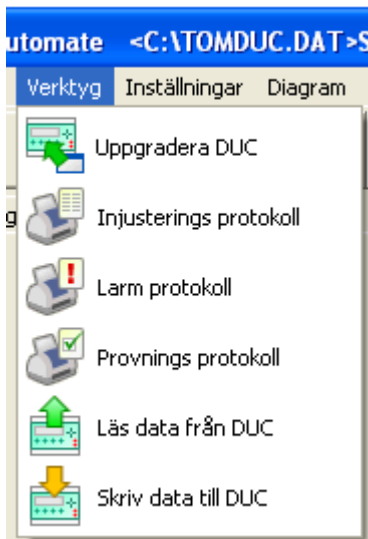 utomate <C:\TOMDUC.DAT>S
Verktyg Inställningar Diagram
Uppgradera DUC
Injusterings protokoll
Larm protokoll
Provnings protokoll
Läs data från DUC
Skriv data till DUC